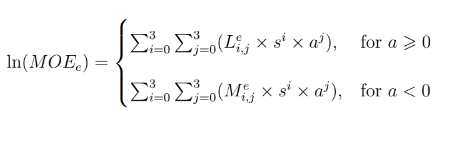 ln(MOE_e) = { ∑_{i=0}^{3} ∑_{j=0}^{3} (L^e_{i,j} × s^i × a^j), for a ⩾ 0
∑_{i=0}^{3} ∑_{j=0}^{3} (M^e_{i,j} × s^i × a^j), for a < 0